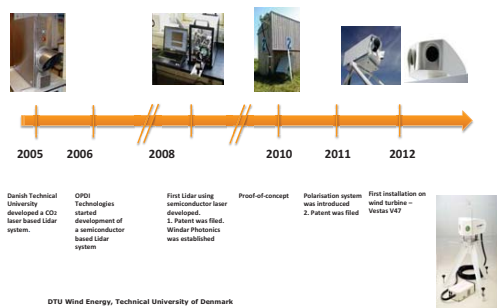 2005
2006
2008
2010
2011
2012
Danish Technical
University
developed a CO2
laser based Lidar
system.
OPDI
Technologies
started
development of
a semiconductor
based Lidar
system
First Lidar using
semiconductor laser
developed.
1. Patent was filed.
Windar Photonics
was established
Proof-of-concept
Polarisation system
was introduced
2. Patent was filed
First installation on
wind turbine –
Vestas V47
DTU Wind Energy, Technical University of Denmark